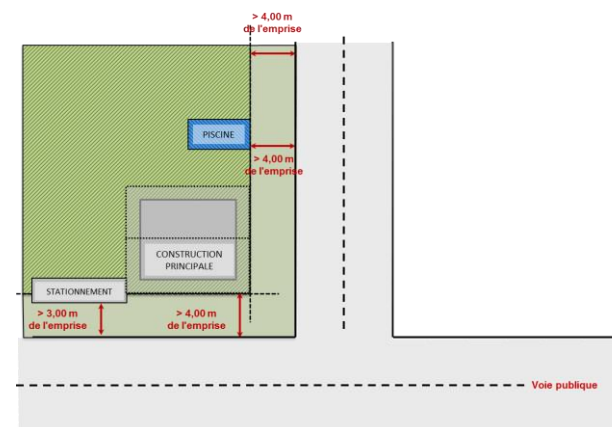 > 4,00 m
de l'emprise
PISCINE
> 4,00 m
de l'emprise
CONSTRUCTION
PRINCIPALE
STATIONNEMENT
> 3,00 m
de l'emprise
> 4,00 m
de l'emprise
Voie publique